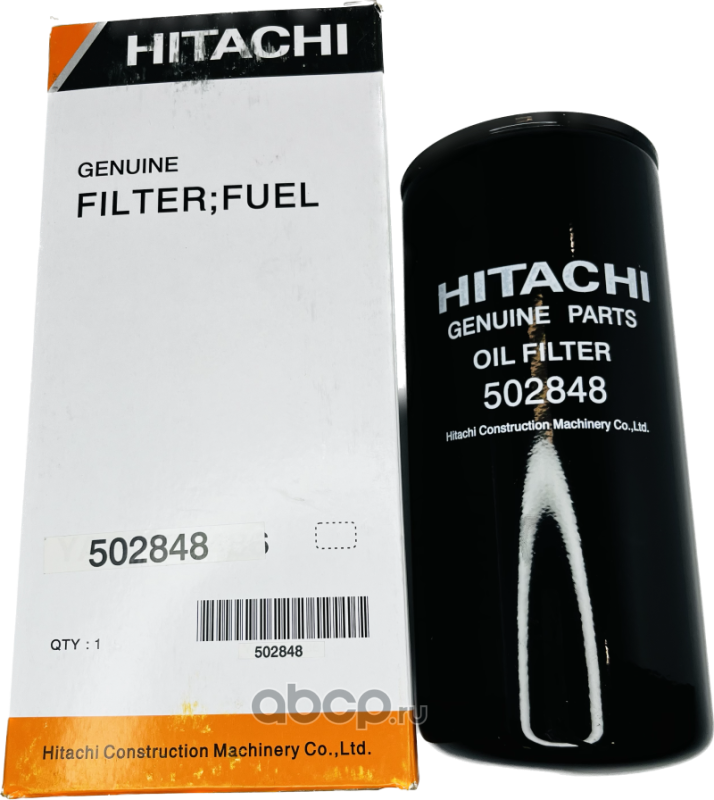 HITACHI
GENUINE
FILTER;FUEL
502848
QTY : 1
502848
Hitachi Construction Machinery Co.,Ltd.
HITACHI
GENUINE PARTS
OIL FILTER
502848
Hitachi Construction Machinery Co.,Ltd.
abcp.ru